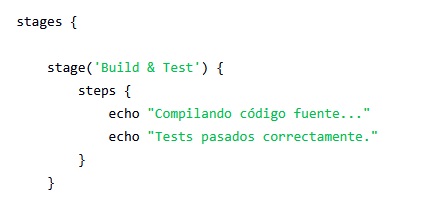 stages {
stage('Build & Test') {
steps {
echo "Compilando código fuente..."
echo "Tests pasados correctamente."
}
}